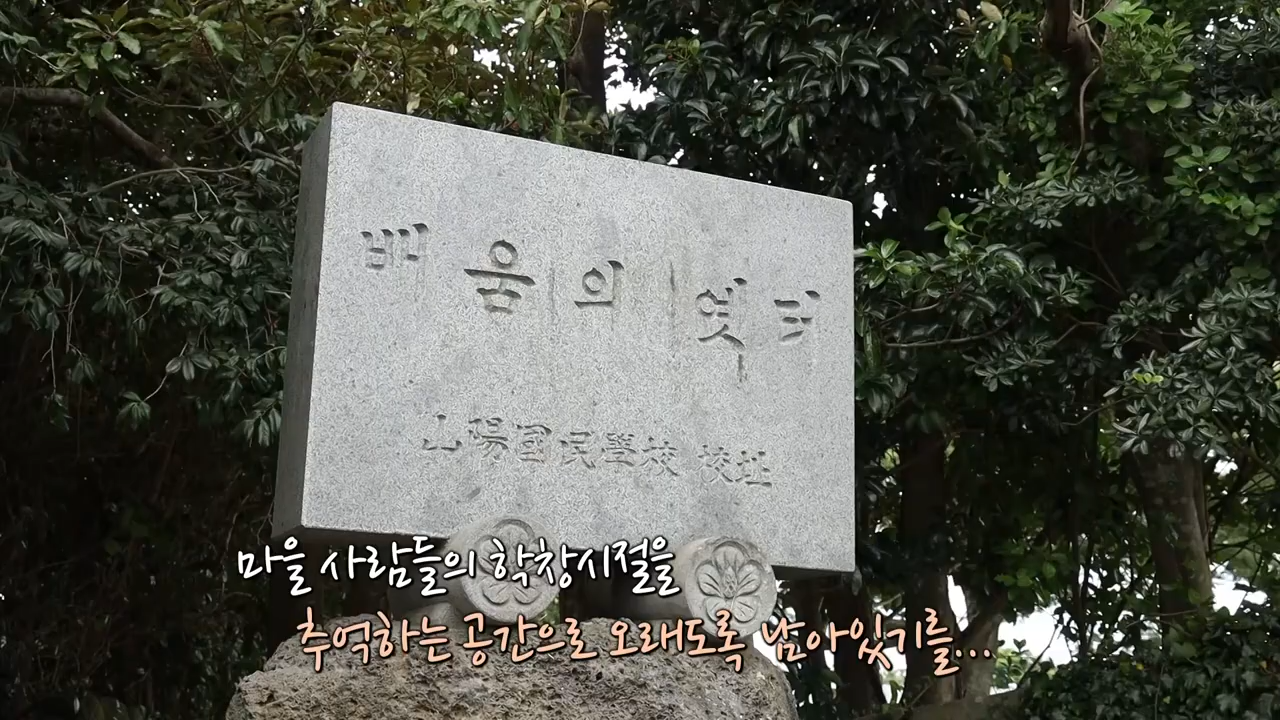 배움의 옛터
山陽國民學校 校址
마을 사람들의 학창시절을
추억하는 공간으로 오래도록 남아있기를...